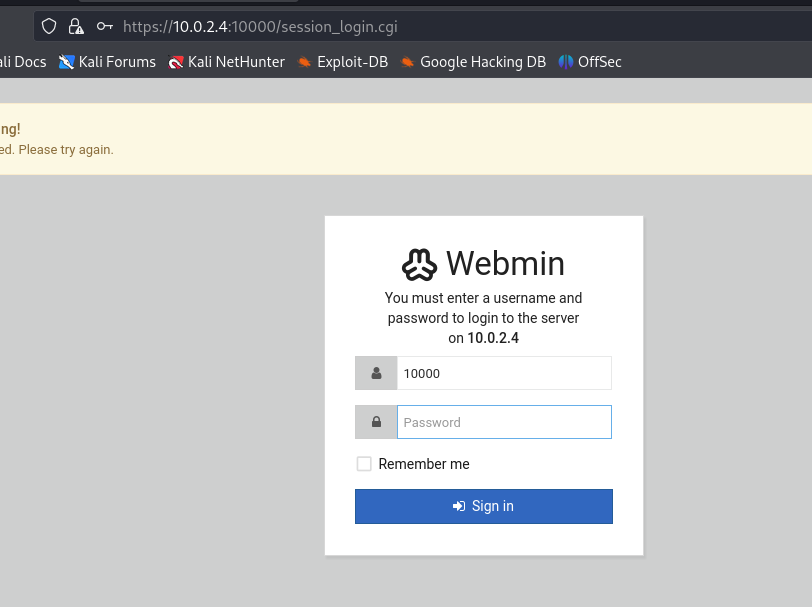 https://10.0.2.4:10000/session_login.cgi
ali Docs Kali Forums Kali NetHunter Exploit-DB Google Hacking DB OffSec
ng!
ed. Please try again.
Webmin
You must enter a username and
password to login to the server
on 10.0.2.4
10000
Password
Remember me
Sign in